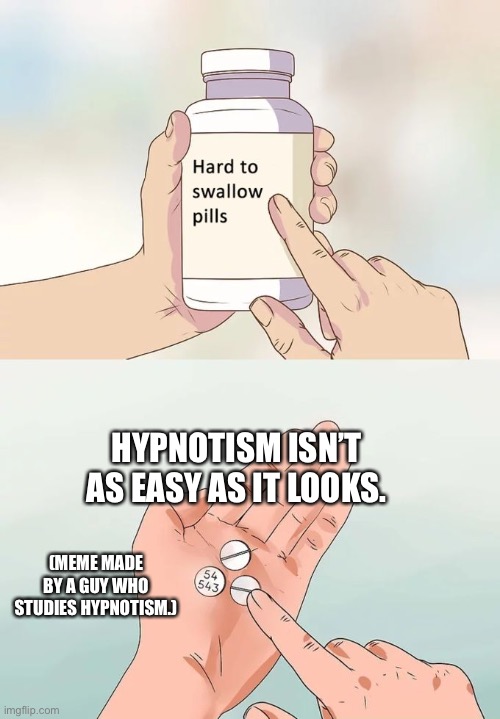 Hard to
swallow
pills
HYPNOTISM ISN'T
AS EASY AS IT LOOKS.
(MEME MADE
BY A GUY WHO
STUDIES HYPNOTISM.)
54
543
imgflip.com